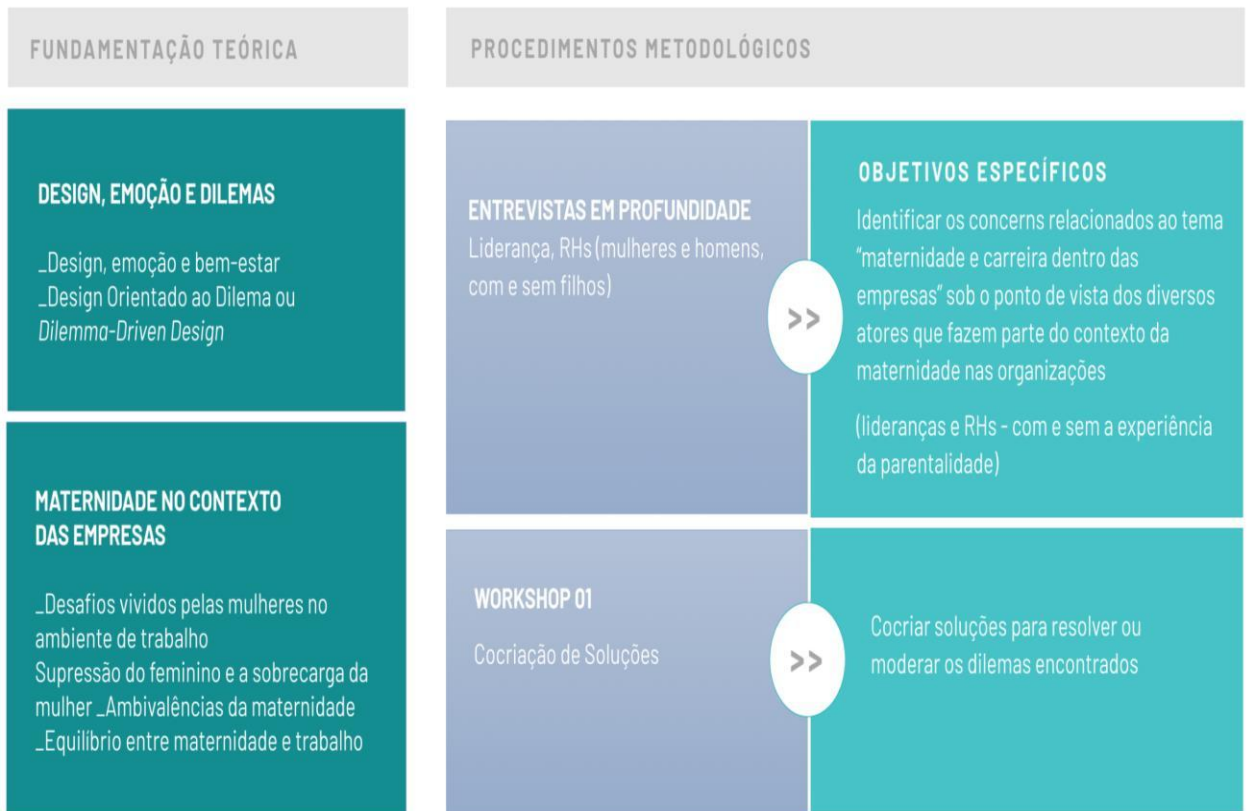 FUNDAMENTAÇÃO TEÓRICA
DESIGN, EMOÇÃO E DILEMAS
_Design, emoção e bem-estar
_Design Orientado ao Dilema ou
Dilemma-Driven Design
MATERNIDADE NO CONTEXTO
DAS EMPRESAS
_Desafios vividos pelas mulheres no
ambiente de trabalho
Supressão do feminino e a sobrecarga da
mulher _Ambivalências da maternidade
_Equilíbrio entre maternidade e trabalho
PROCEDIMENTOS METODOLÓGICOS
ENTREVISTAS EM PROFUNDIDADE
Liderança, RHs (mulheres e homens,
com e sem filhos)
>>
OBJETIVOS ESPECÍFICOS
Identificar os concerns relacionados ao tema
"maternidade e carreira dentro das
empresas" sob o ponto de vista dos diversos
atores que fazem parte do contexto da
maternidade nas organizações
(lideranças e RHs - com e sem a experiência
da parentalidade)
WORKSHOP 01
Cocriação de Soluções
>>
Cocriar soluções para resolver ou
moderar os dilemas encontrados